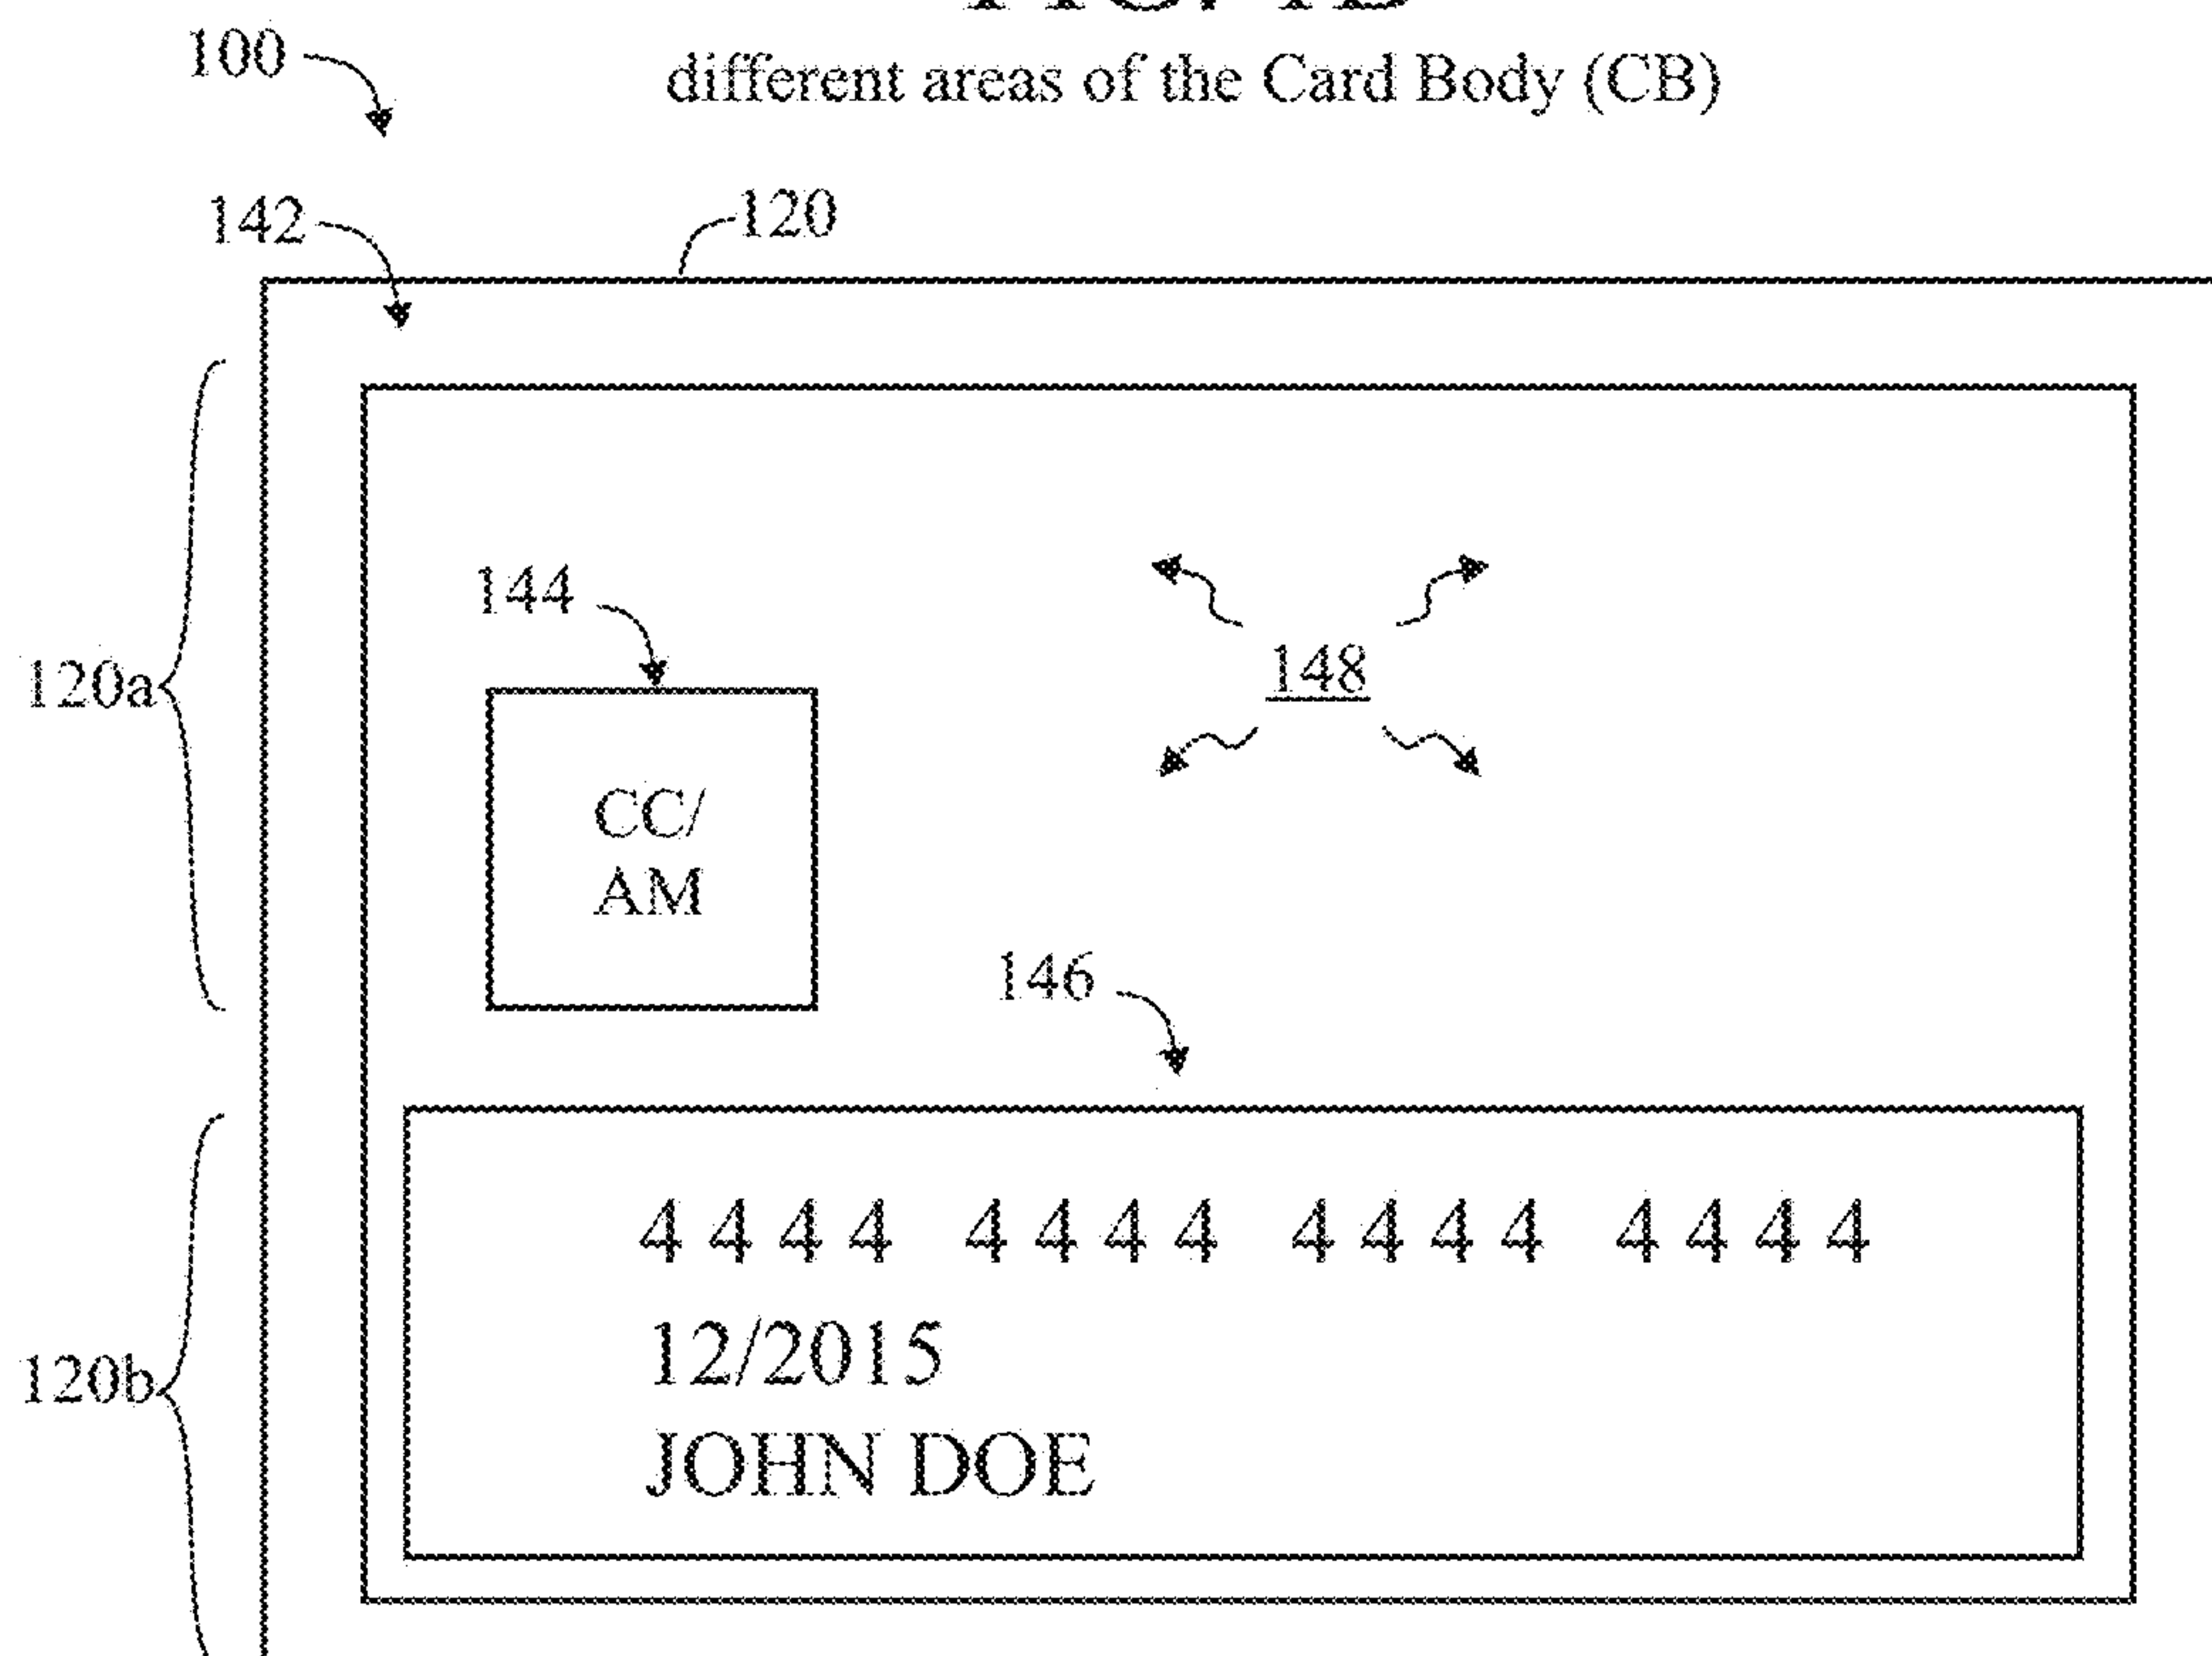 100
different areas of the Card Body (CB)
142
120
144
148
120a
CC/
AM
146
4444 4444 4444 4444
12/2015
120b
JOHN DOE